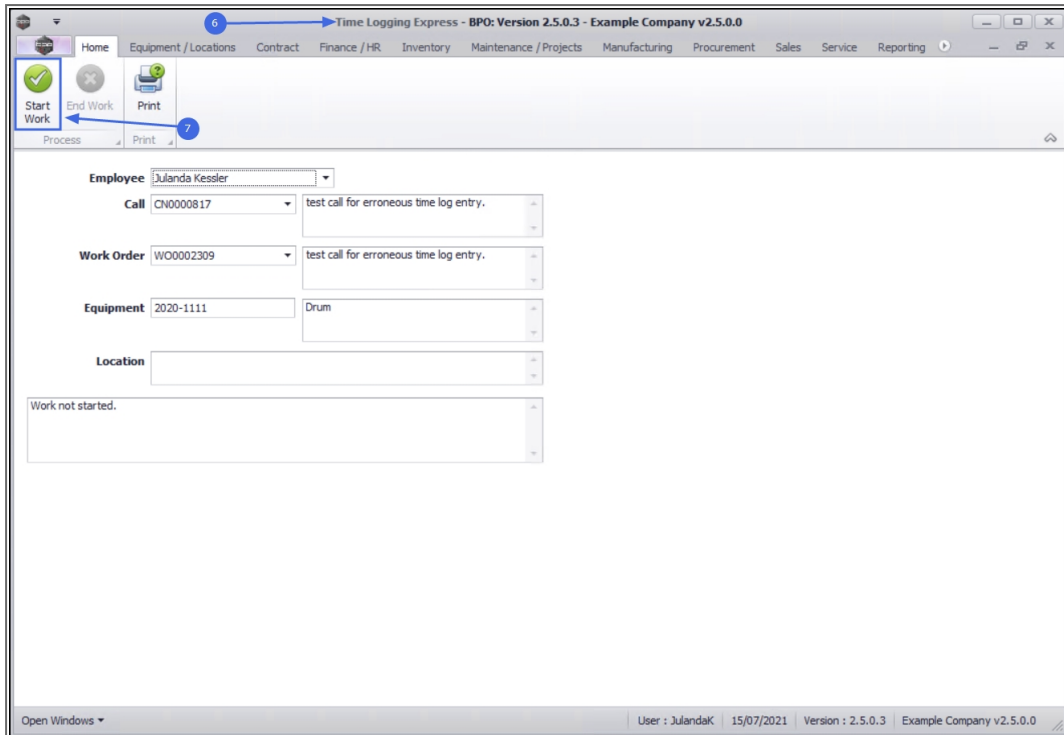 6
Time Logging Express - BPO: Version 2.5.0.3 - Example Company v2.5.0.0
Home Equipment / Locations Contract Finance / HR Inventory Maintenance / Projects Manufacturing Procurement Sales Service Reporting
Start Work
End Work
Print
7
Process Print
Employee Julanda Kessler
Call CN0000817 test call for erroneous time log entry.
Work Order WO0002309 test call for erroneous time log entry.
Equipment 2020-1111 Drum
Location
Work not started.
Open Windows User : JulandaK 15/07/2021 Version : 2.5.0.3 Example Company v2.5.0.0